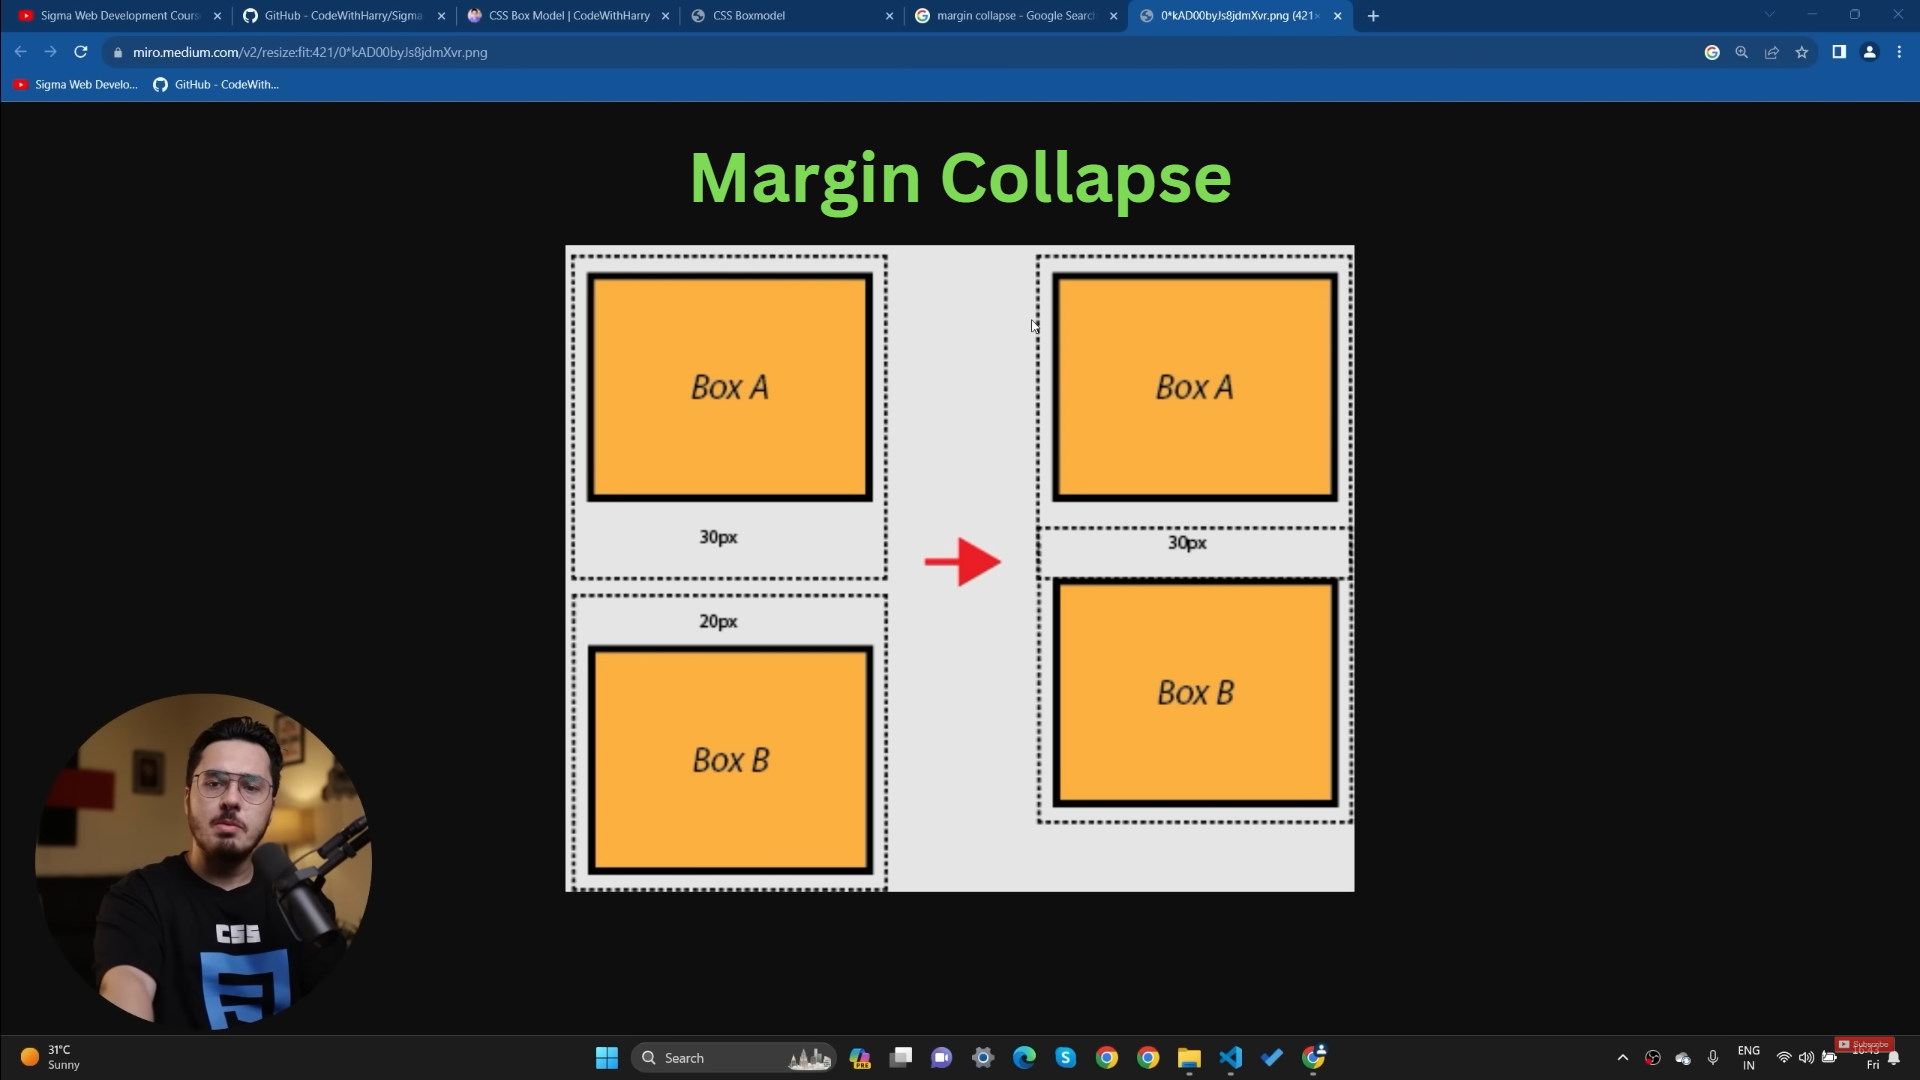 Sigma Web Development Cours
GitHub - CodeWithHarry/Sigma
CSS Box Model | CodeWithHarry
CSS Boxmodel
margin collapse - Google Search
0*kAD00byJs8jdmXvr.png (421×
miro.medium.com/v2/resize:fit:421/0*kAD00byJs8jdmXvr.png
Sigma Web Develo...
GitHub - CodeWith...
Margin Collapse
Box A
Box A
30px
30px
20px
Box B
Box B
CSS
31°C
Sunny
Search
PRE
ENG
IN
Subscribe
Fri